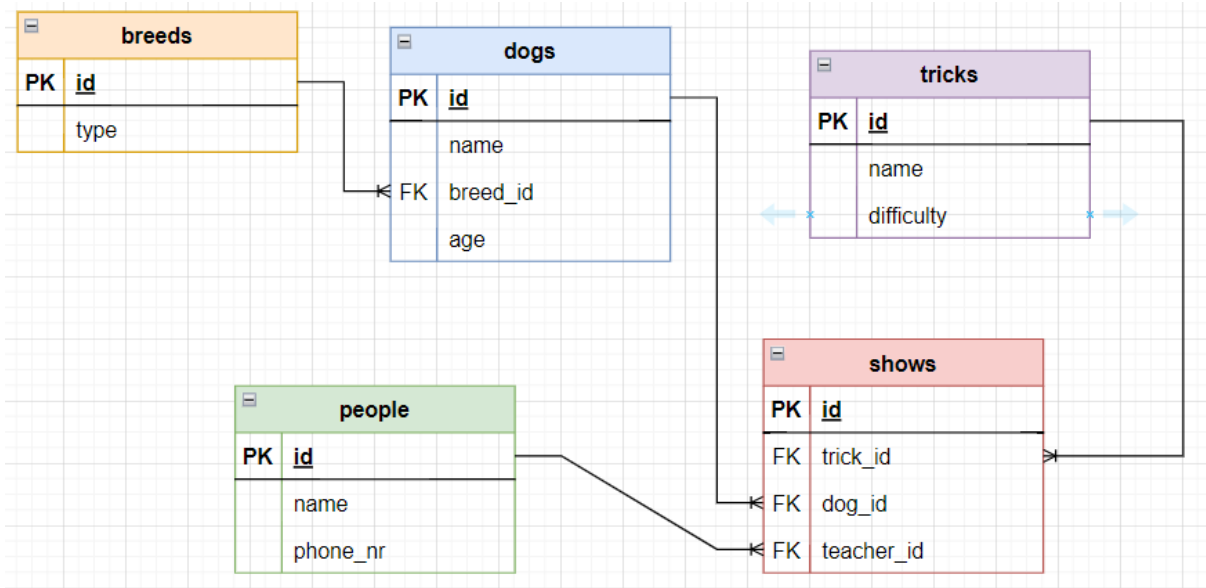 breeds
PK id
type
dogs
PK id
name
FK breed_id
age
tricks
PK id
name
difficulty
people
PK id
name
phone_nr
shows
PK id
FK trick_id
FK dog_id
FK teacher_id